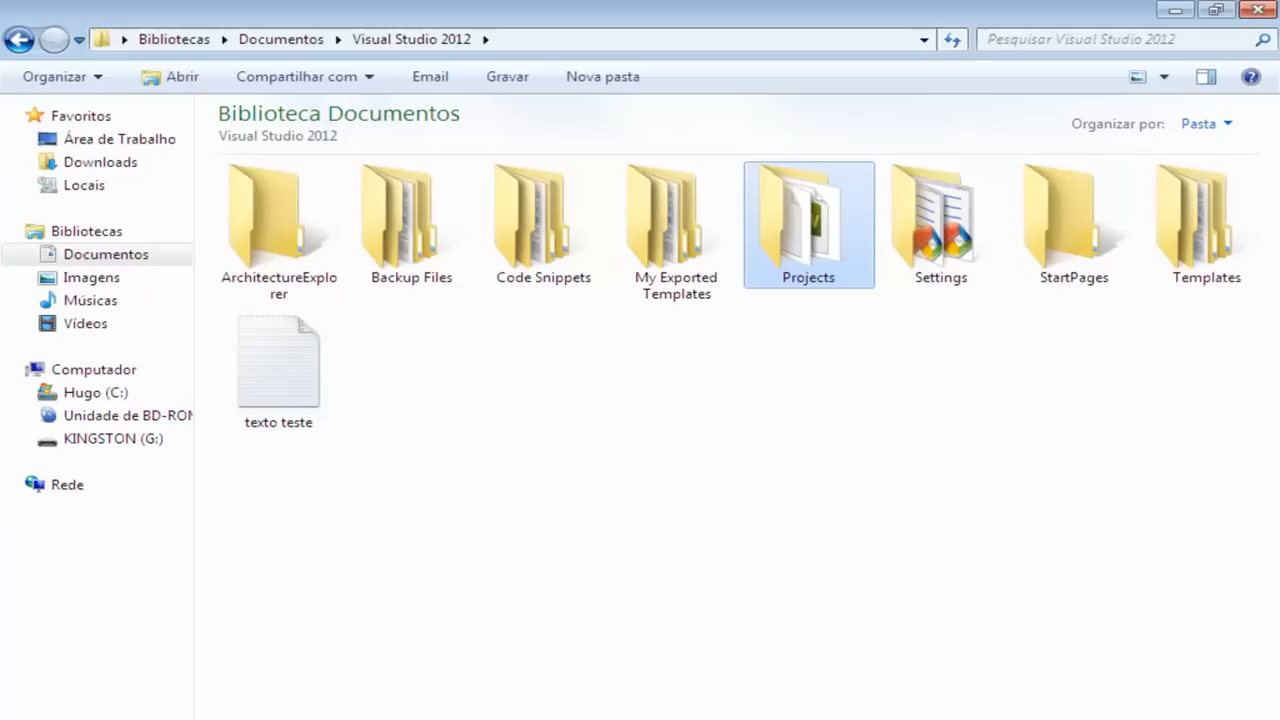 Bibliotecas Documentos Visual Studio 2012
Pesquisar Visual Studio 2012
Organizar Abrir Compartilhar com Email Gravar Nova pasta
Favoritos
Área de Trabalho
Downloads
Locais
Bibliotecas
Documentos
Imagens
Músicas
Vídeos
Computador
Hugo (C:)
Unidade de BD-ROM
KINGSTON (G:)
Rede
Biblioteca Documentos
Visual Studio 2012
Organizar por: Pasta
ArchitectureExplo
rer
Backup Files
Code Snippets
My Exported
Templates
Projects
Settings
StartPages
Templates
texto teste